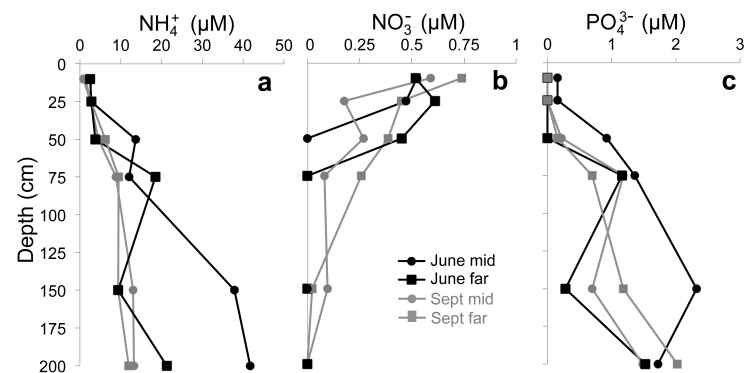 NH₄⁺ (µM) NO₃⁻ (µM) PO₄³⁻ (µM)
0 10 20 30 40 50 0 0.25 0.5 0.75 1 0 1 2 3
a b c
Depth (cm)
0
25
50
75
100
125
150
175
200
June mid
June far
Sept mid
Sept far